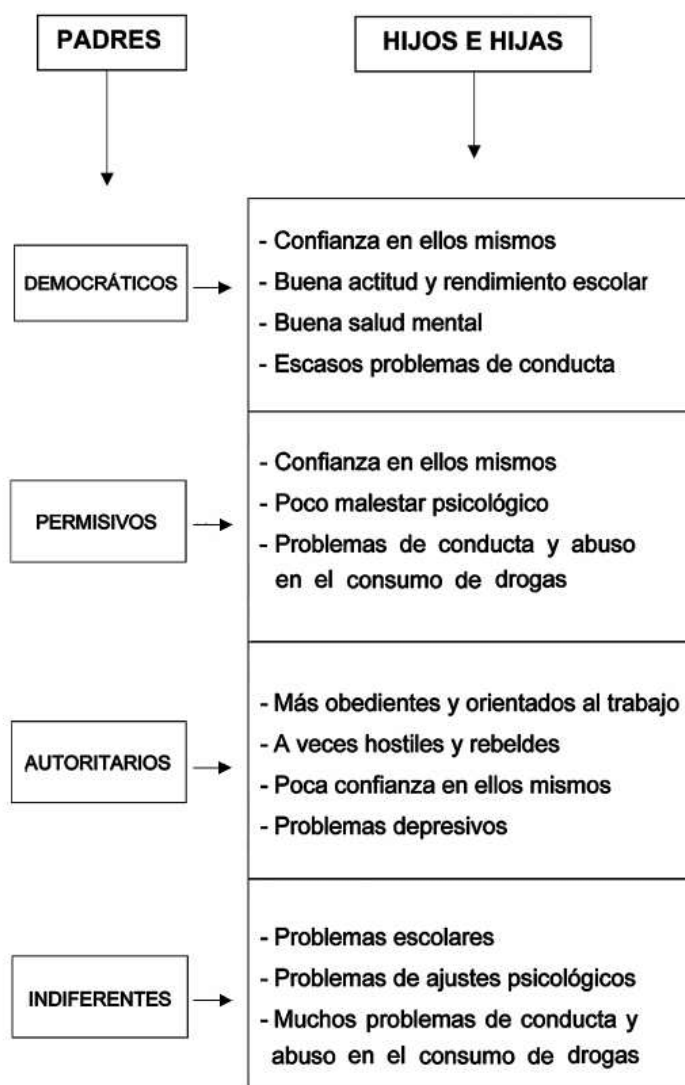 PADRES
HIJOS E HIJAS
DEMOCRÁTICOS
- Confianza en ellos mismos
- Buena actitud y rendimiento escolar
- Buena salud mental
- Escasos problemas de conducta
PERMISIVOS
- Confianza en ellos mismos
- Poco malestar psicológico
- Problemas de conducta y abuso
en el consumo de drogas
AUTORITARIOS
- Más obedientes y orientados al trabajo
- A veces hostiles y rebeldes
- Poca confianza en ellos mismos
- Problemas depresivos
INDIFERENTES
- Problemas escolares
- Problemas de ajustes psicológicos
- Muchos problemas de conducta y
abuso en el consumo de drogas